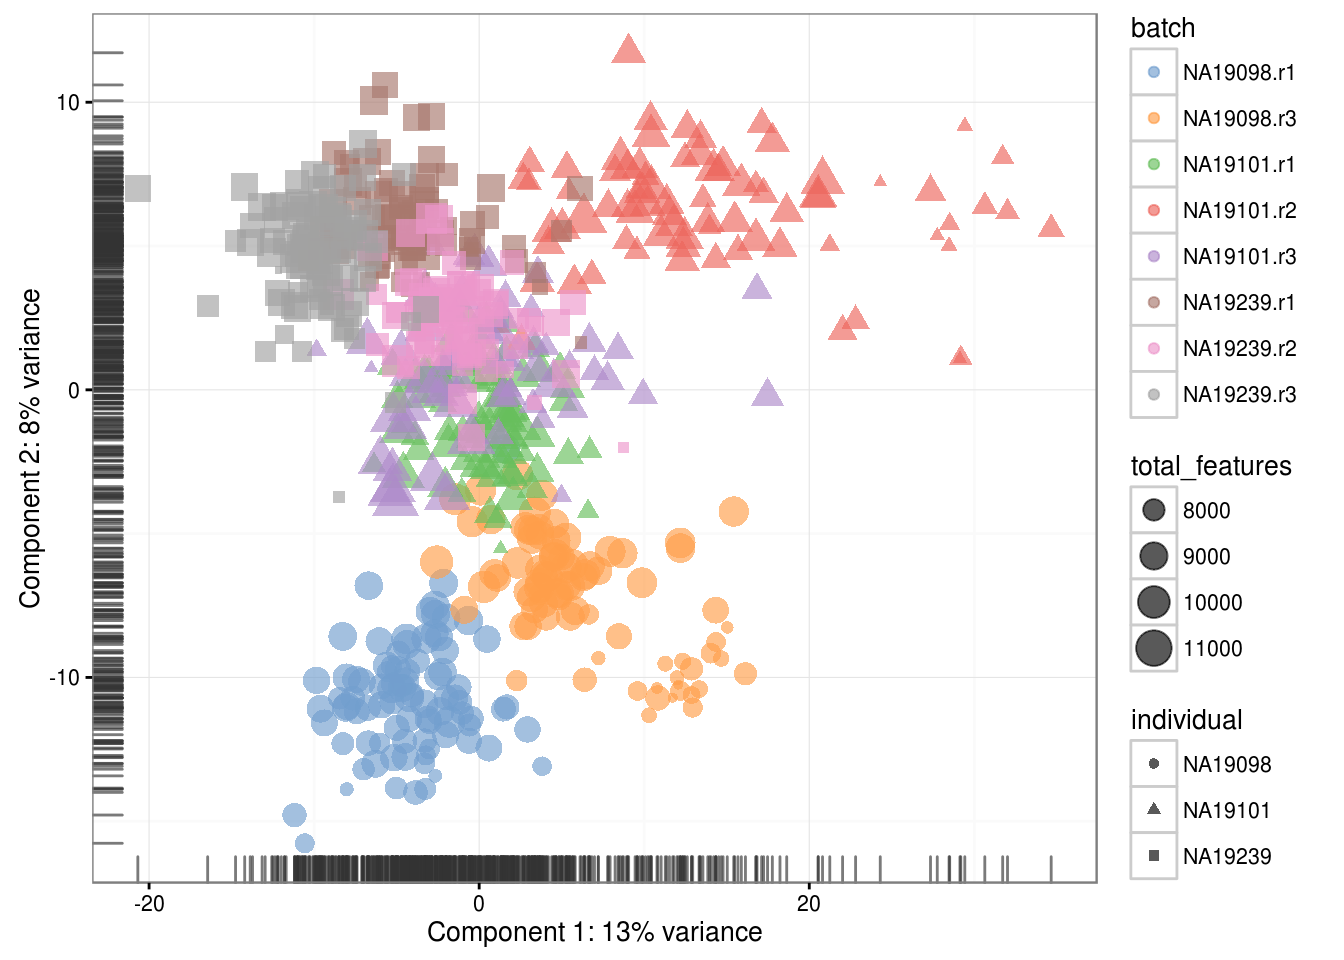 batch
NA19098.r1
NA19098.r3
NA19101.r1
NA19101.r2
NA19101.r3
NA19239.r1
NA19239.r2
NA19239.r3
total_features
8000
9000
10000
11000
individual
NA19098
NA19101
NA19239
10
0
-10
Component 2: 8% variance
-20
0
20
Component 1: 13% variance